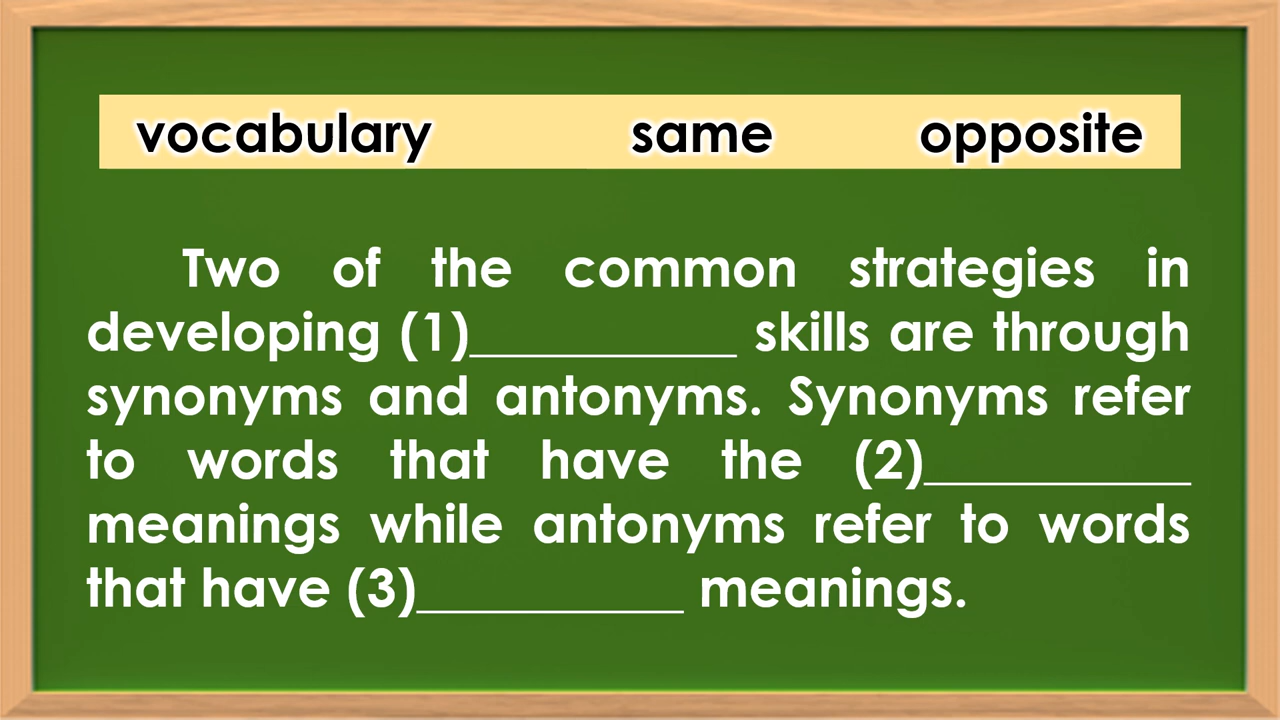 vocabulary same opposite
Two of the common strategies in
developing (1)__________ skills are through
synonyms and antonyms. Synonyms refer
to words that have the (2)__________
meanings while antonyms refer to words
that have (3)__________ meanings.